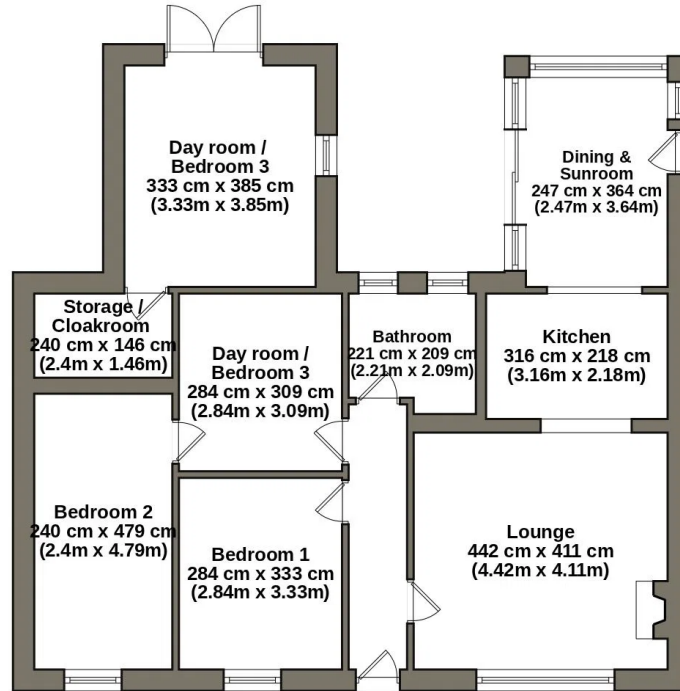 Day room /
Bedroom 3
333 cm x 385 cm
(3.33m x 3.85m)
Dining &
Sunroom
247 cm x 364 cm
(2.47m x 3.64m)
Storage /
Cloakroom
240 cm x 146 cm
(2.4m x 1.46m)
Day room /
Bedroom 3
284 cm x 309 cm
(2.84m x 3.09m)
Bathroom
221 cm x 209 cm
(2.21m x 2.09m)
Kitchen
316 cm x 218 cm
(3.16m x 2.18m)
Bedroom 2
240 cm x 479 cm
(2.4m x 4.79m)
Bedroom 1
284 cm x 333 cm
(2.84m x 3.33m)
Lounge
442 cm x 411 cm
(4.42m x 4.11m)